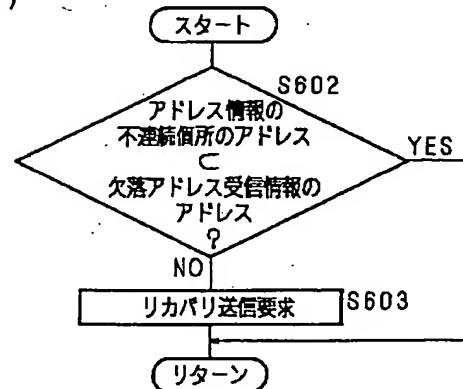 )
スタート
S602
アドレス情報の
不連続個所のアドレス
⊂
欠落アドレス受信情報の
アドレス
?
YES
NO
リカバリ送信要求
S603
リターン